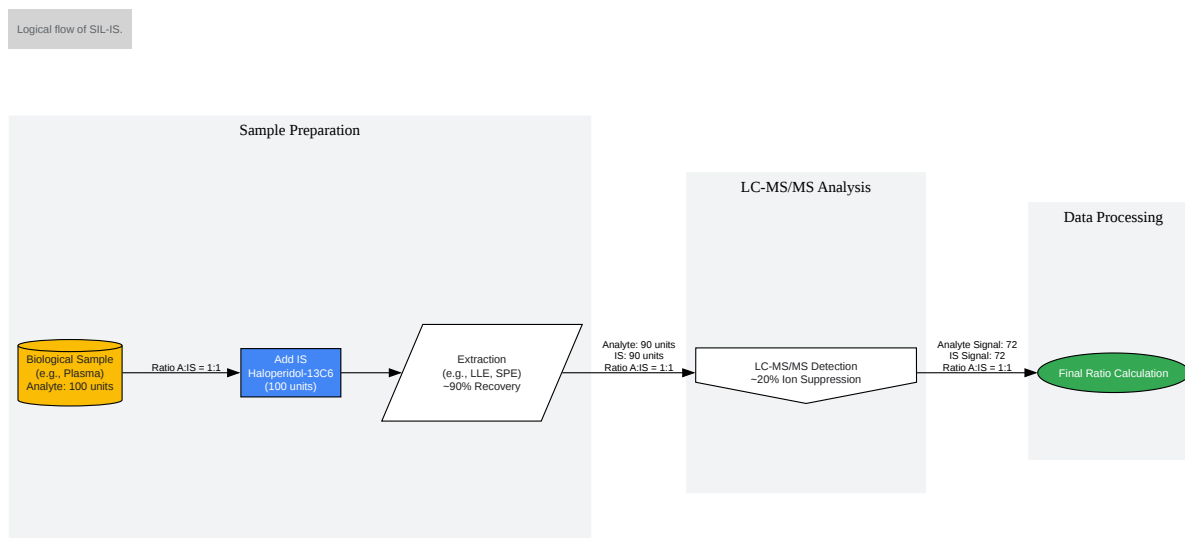 Logical flow of SIL-IS.
Sample Preparation
Biological Sample
(e.g., Plasma)
Analyte: 100 units
Ratio A:IS = 1:1
Add IS
Haloperidol-13C6
(100 units)
Extraction
(e.g., LLE, SPE)
~90% Recovery
Analyte: 90 units
IS: 90 units
Ratio A:IS = 1:1
LC-MS/MS Analysis
LC-MS/MS Detection
~20% Ion Suppression
Analyte Signal: 72
IS Signal: 72
Ratio A:IS = 1:1
Data Processing
Final Ratio Calculation